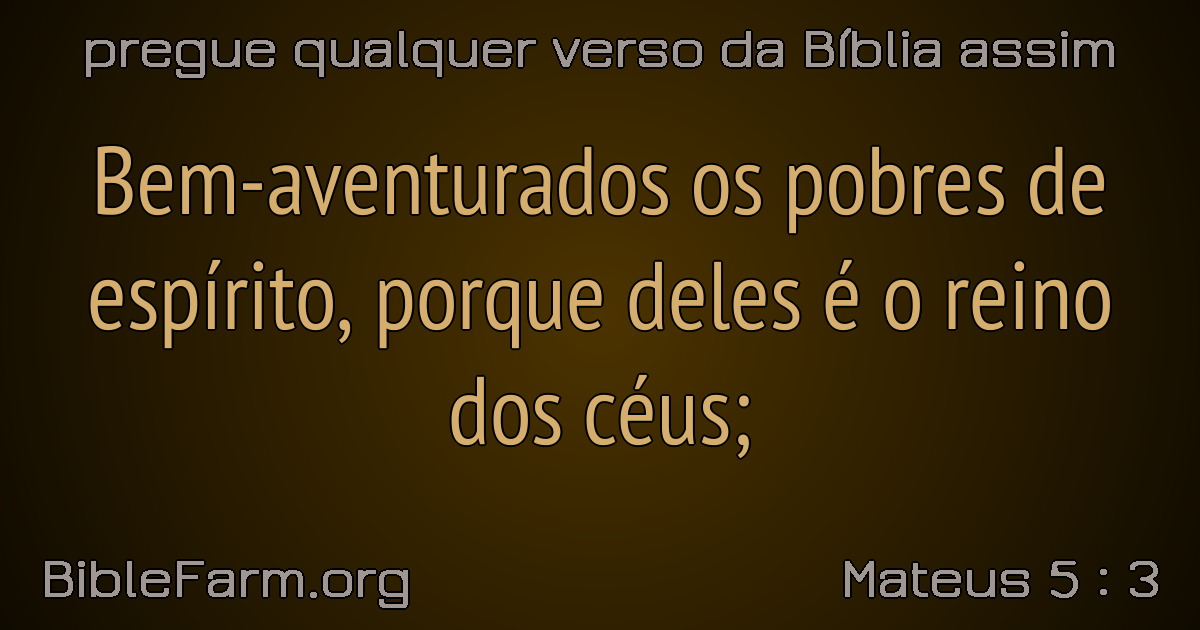 pregue qualquer verso da Bíblia assim
Bem-aventurados os pobres de
espírito, porque deles é o reino
dos céus;
BibleFarm.org
Mateus 5 : 3